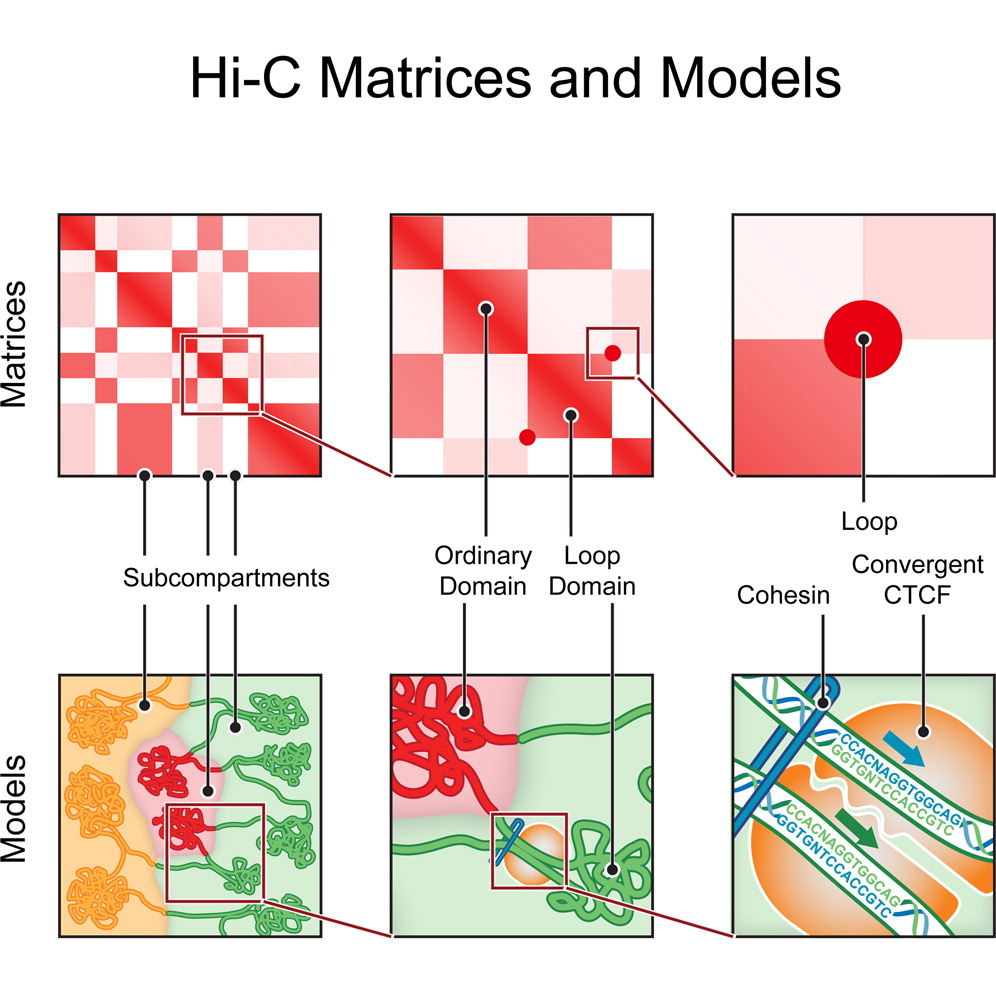 Hi-C Matrices and Models
Matrices
Loop
Ordinary
Domain
Loop
Domain
Subcompartments
Convergent
CTCF
Cohesin
Models
CCACNAGGTGGCAG
GGTGNTCCACCGTC
CCACNAGGTGGCAG
GGTGNTCCACCGTC